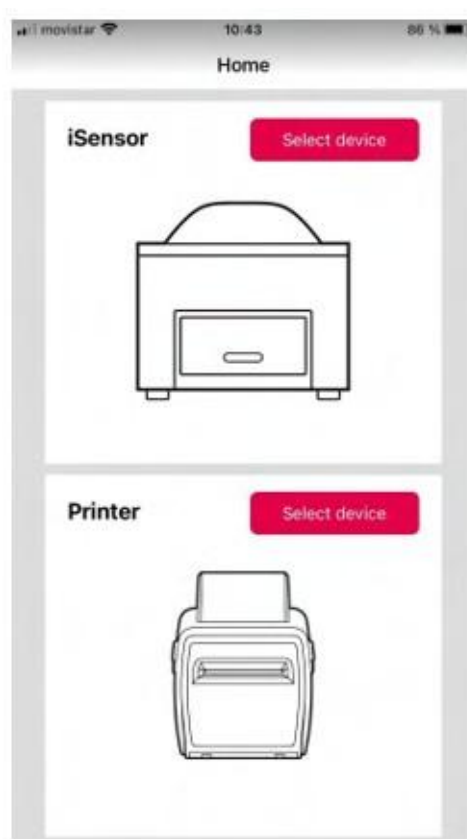 movistar 10:43 86 %
Home
iSensor Select device
Printer Select device